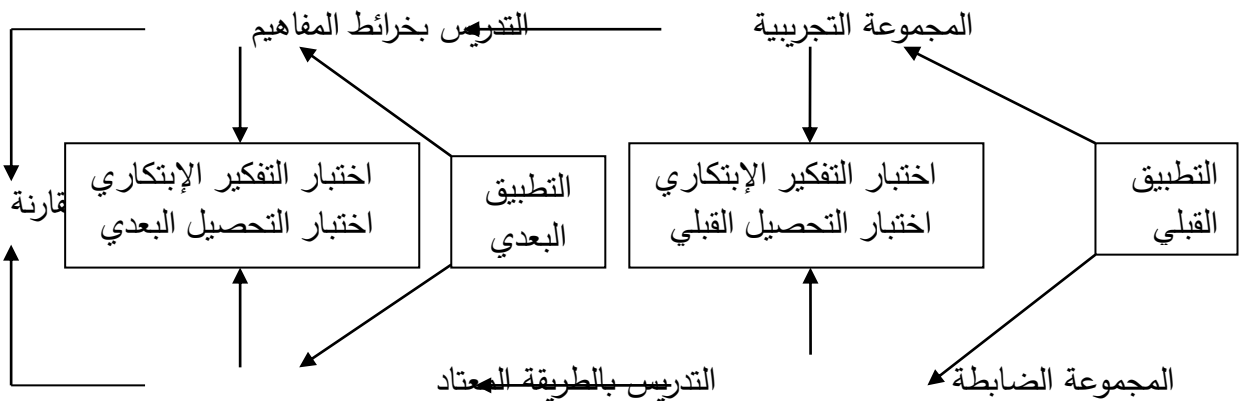 المجموعة التجريبية
التدريس بخرائط المفاهيم
التطبيق
القبلي
اختبار التفكير الإبتكاري
اختبار التحصيل القبلي
التطبيق
البعدي
اختبار التفكير الإبتكاري
اختبار التحصيل البعدي
قارنة
المجموعة الضابطة
التدريس بالطريقة المعتاد